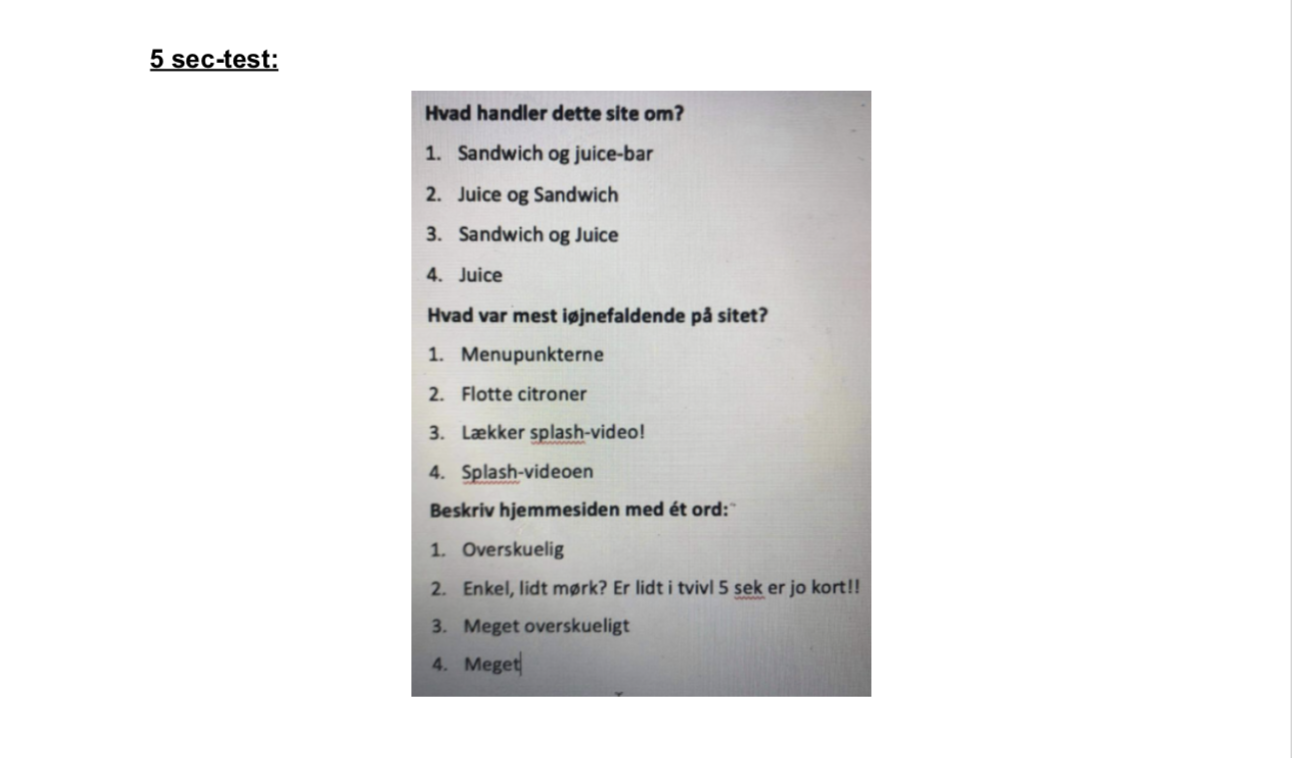 5 sec-test:
Hvad handler dette site om?
1. Sandwich og juice-bar
2. Juice og Sandwich
3. Sandwich og Juice
4. Juice
Hvad var mest iøjnefaldende på sitet?
1. Menupunkterne
2. Flotte citroner
3. Lækker splash-video!
4. Splash-videoen
Beskriv hjemmesiden med ét ord:
1. Overskuelig
2. Enkel, lidt mørk? Er lidt i tvivl 5 sek er jo kort!!
3. Meget overskueligt
4. Meget